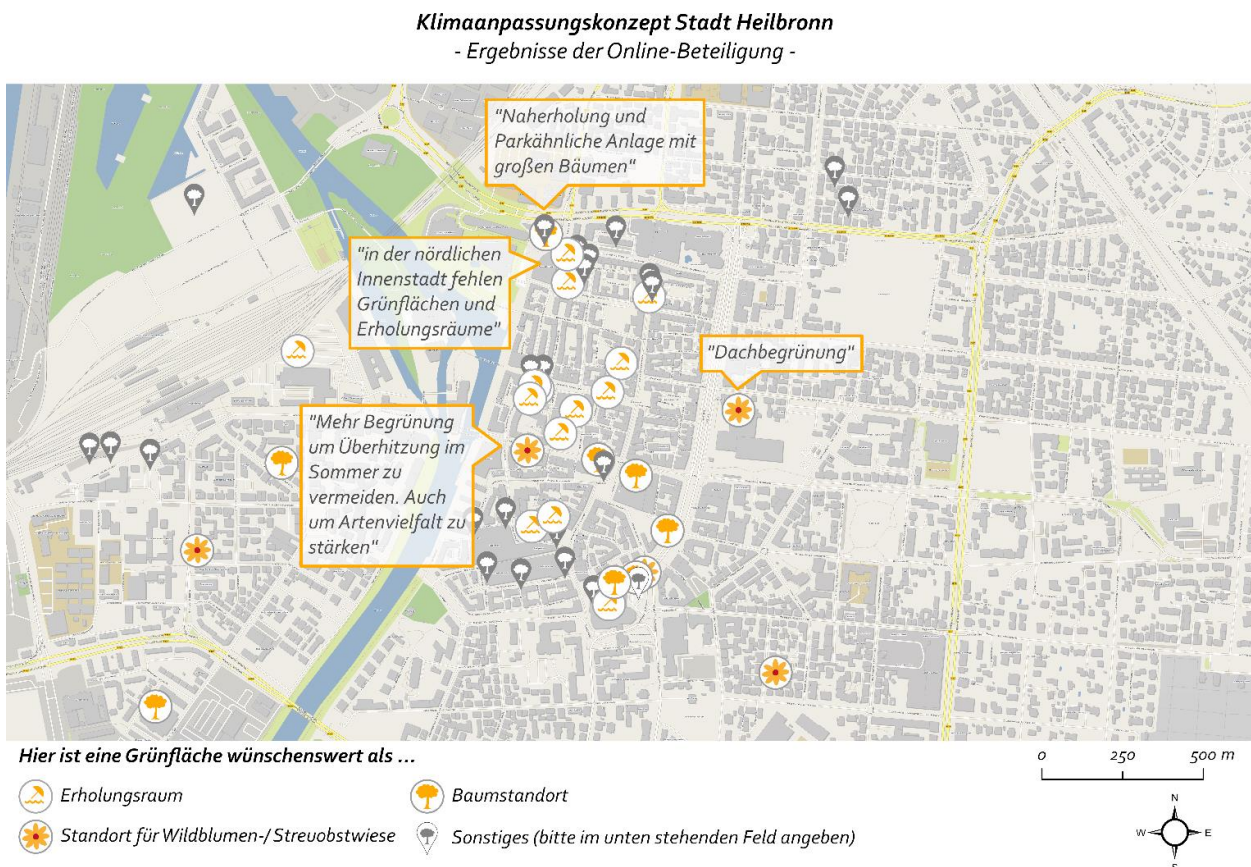 Klimaanpassungskonzept Stadt Heilbronn
- Ergebnisse der Online-Beteiligung -
"Naherholung und
Parkähnliche Anlage mit
großen Bäumen"
"in der nördlichen
Innenstadt fehlen
Grünflächen und
Erholungsräume"
"Dachbegrünung"
"Mehr Begrünung
um Überhitzung im
Sommer zu
vermeiden. Auch
um Artenvielfalt zu
stärken"
Hier ist eine Grünfläche wünschenswert als ...
Erholungsraum
Baumstandort
Standort für Wildblumen-/ Streuobstwiese
Sonstiges (bitte im unten stehenden Feld angeben)
0 250 500 m
N
W E
S